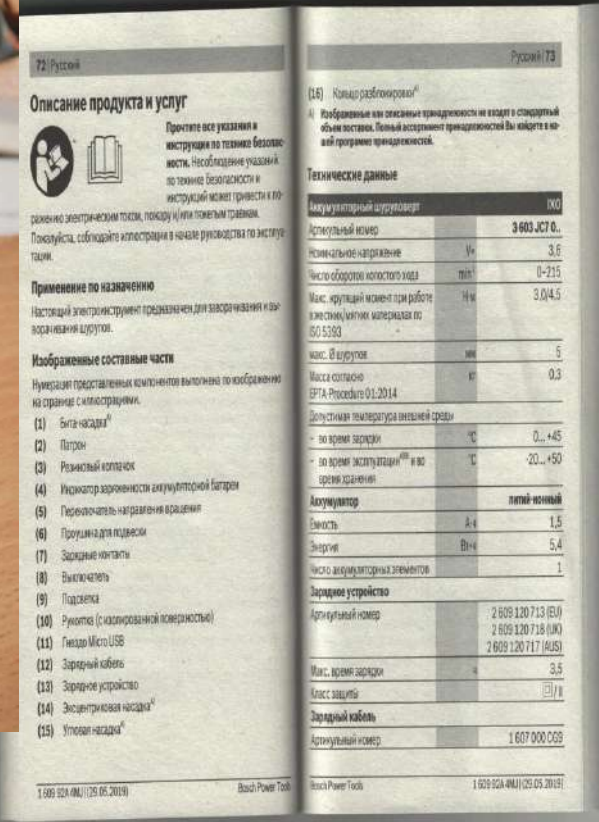 72 | Русский
Описание продукта и услуг
Прочтите все указания и
инструкции по технике безопас-
ности. Несоблюдение указаний
по технике безопасности и
инструкций может привести к по-
ражению электрическим током, пожару и/или тяжелым травмам.
Пожалуйста, соблюдайте иллюстрации в начале руководства по эксплуа-
тации.
Применение по назначению
Настоящий электроинструмент предназначен для заворачивания и вы-
ворачивания шурупов.
Изображенные составные части
Нумерация представленных компонентов выполнена по изображению
на странице с иллюстрациями.
(1) Бита-насадка A)
(2) Патрон
(3) Резиновый колпачок
(4) Индикатор заряженности аккумуляторной батареи
(5) Переключатель направления вращения
(6) Проушина для подвески
(7) Зарядные контакты
(8) Выключатель
(9) Подсветка
(10) Рукоятка (с изолированной поверхностью)
(11) Гнездо Micro USB
(12) Зарядный кабель
(13) Зарядное устройство
(14) Эксцентриковая насадка A)
(15) Угловая насадка A)
1 609 92A 4MJ | (29.05.2019) Bosch Power Tools
Русский | 73
(16) Кольцо разблокировки A)
A) Изображенные или описанные принадлежности не входят в стандартный
объем поставок. Полный ассортимент принадлежностей Вы найдете в на-
шей программе принадлежностей.
Технические данные
Аккумуляторный шуруповерт IXO
Артикульный номер 3 603 JC7 0..
Номинальное напряжение V= 3,6
Число оборотов холостого хода min-1 0–215
Макс. крутящий момент при работе Н·м 3,0/4,5
в жестких/мягких материалах по
ISO 5393
макс. Ø шурупов мм 5
Масса согласно кг 0,3
EPTA-Procedure 01:2014
Допустимая температура внешней среды
– во время зарядки °C 0... +45
– во время эксплуатации и во °C -20... +50
время хранения
Аккумулятор литий-ионный
Емкость А·ч 1,5
Энергия Вт·ч 5,4
Число аккумуляторных элементов 1
Зарядное устройство
Артикульный номер 2 609 120 713 (EU)
2 609 120 718 (UK)
2 609 120 717 (AUS)
Макс. время зарядки ч 3,5
Класс защиты / II
Зарядный кабель
Артикульный номер 1 607 000 CG9
Bosch Power Tools 1 609 92A 4MJ | (29.05.2019)